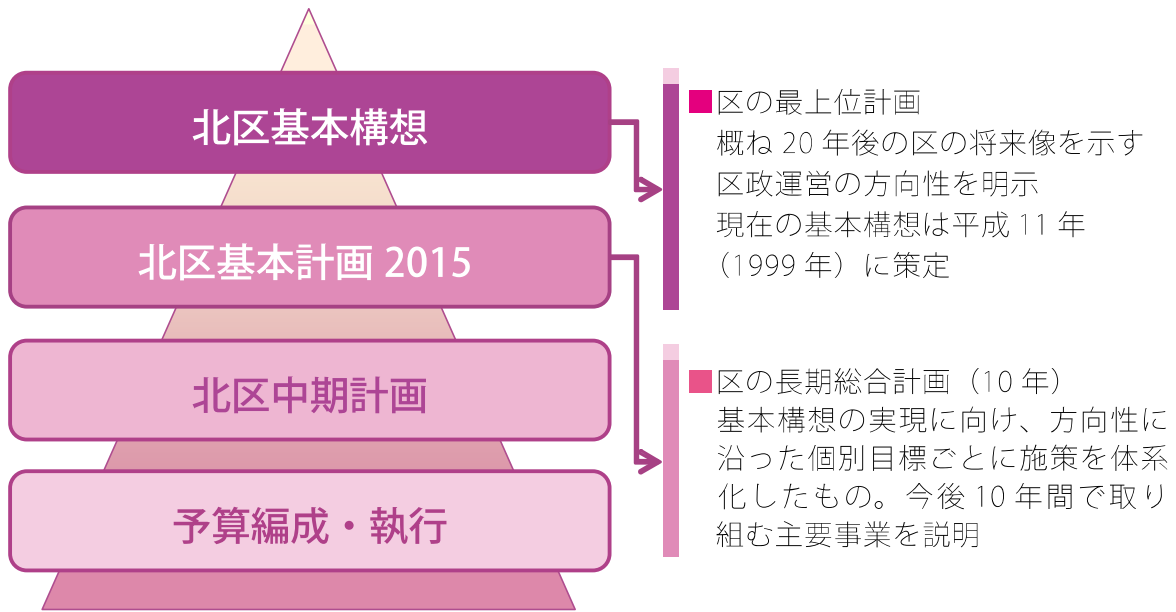 北区基本構想
■区の最上位計画
概ね 20 年後の区の将来像を示す
区政運営の方向性を明示
現在の基本構想は平成 11 年
（1999 年）に策定
北区基本計画 2015
北区中期計画
■区の長期総合計画（10 年）
基本構想の実現に向け、方向性に
沿った個別目標ごとに施策を体系
化したもの。今後 10 年間で取り
組む主要事業を説明
予算編成・執行